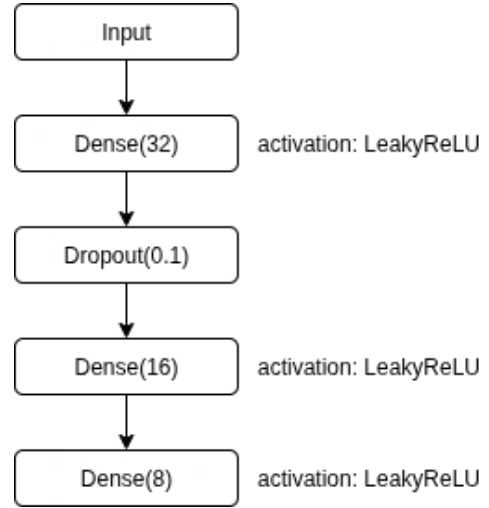 Input
Dense(32) activation: LeakyReLU
Dropout(0.1)
Dense(16) activation: LeakyReLU
Dense(8) activation: LeakyReLU